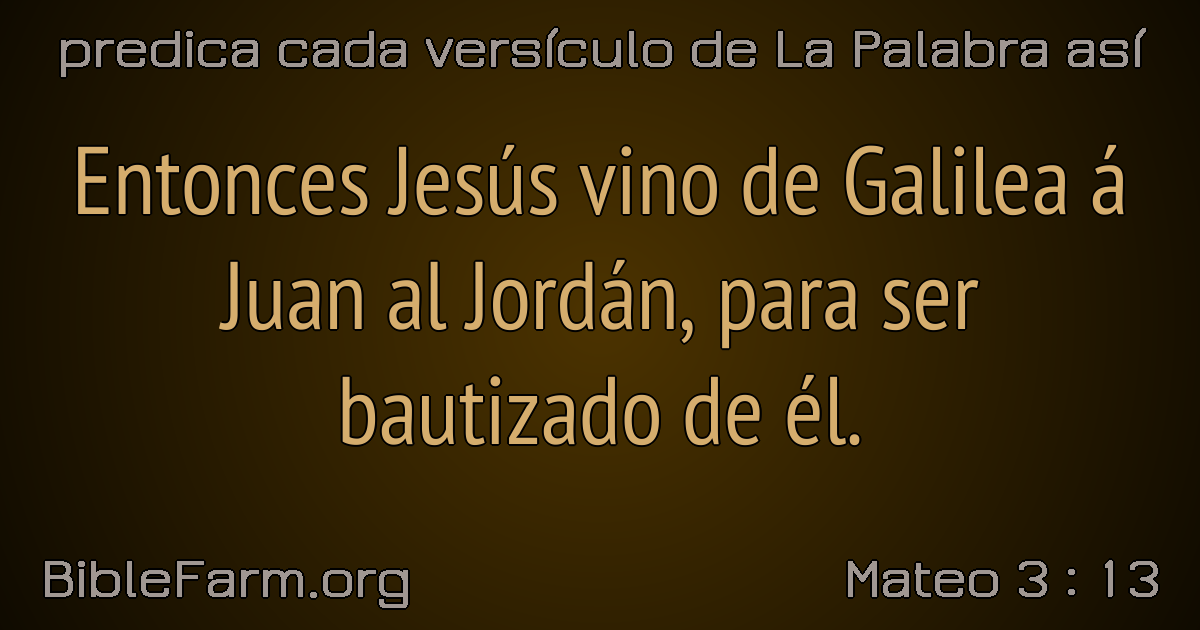 predica cada versículo de La Palabra así
Entonces Jesús vino de Galilea á
Juan al Jordán, para ser
bautizado de él.
BibleFarm.org
Mateo 3 : 13